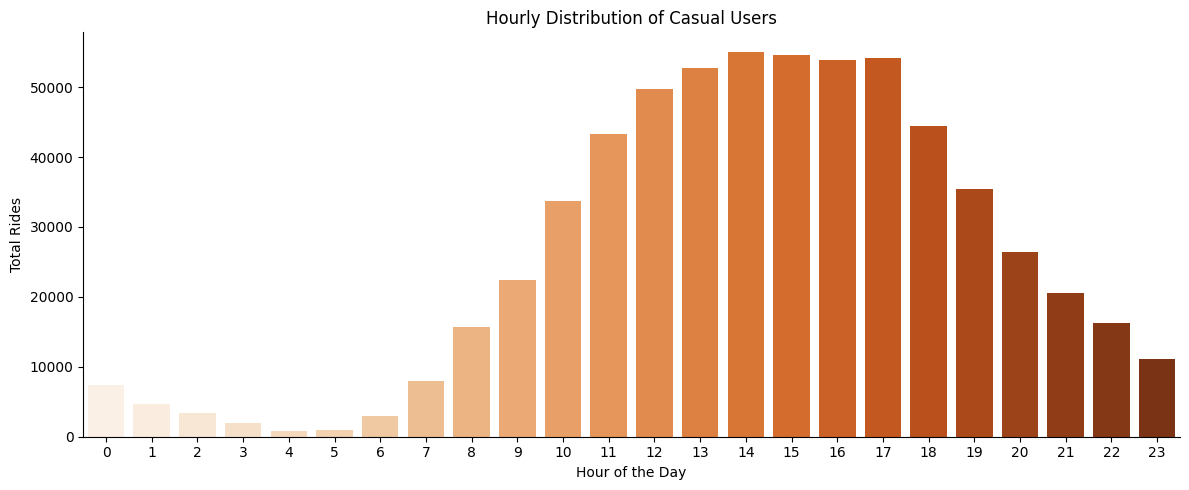 Hourly Distribution of Casual Users
Total Rides
50000
40000
30000
20000
10000
0
0 1 2 3 4 5 6 7 8 9 10 11 12 13 14 15 16 17 18 19 20 21 22 23
Hour of the Day